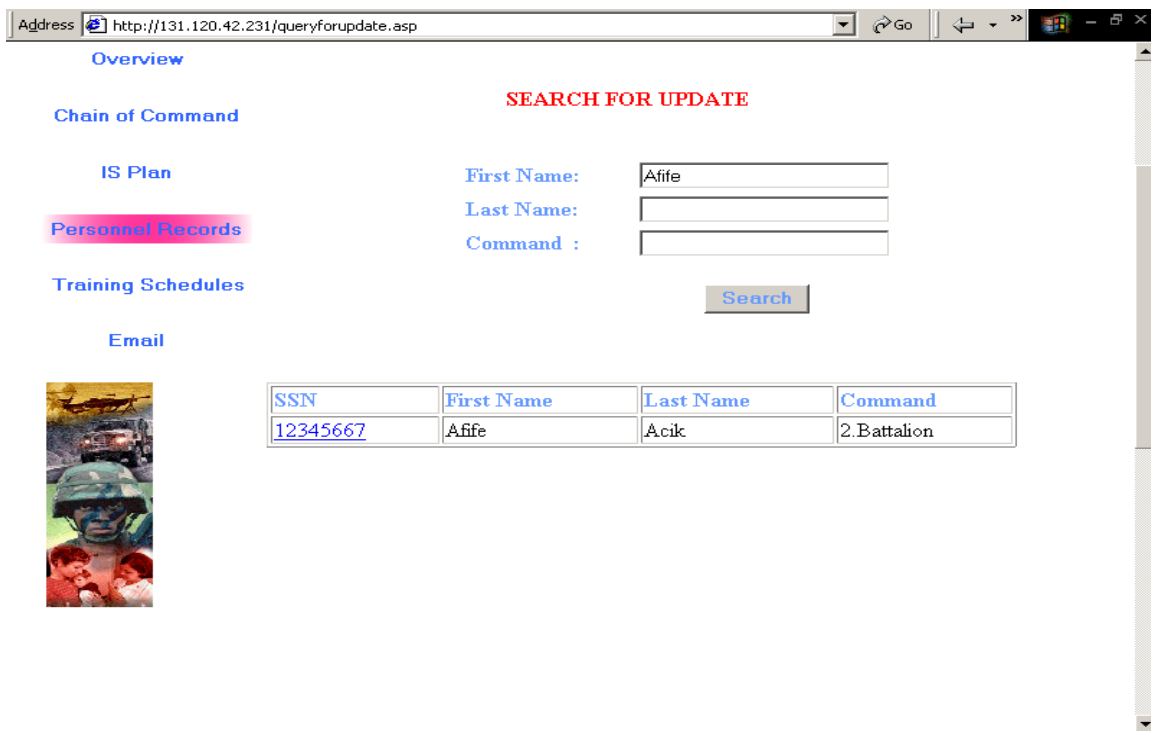 Address http://131.120.42.231/queryforupdate.asp Go »
Overview
Chain of Command
IS Plan
Personnel Records
Training Schedules
Email
SEARCH FOR UPDATE
First Name: Afife
Last Name:
Command :
Search
SSN First Name Last Name Command
12345667 Afife Acik 2.Battalion